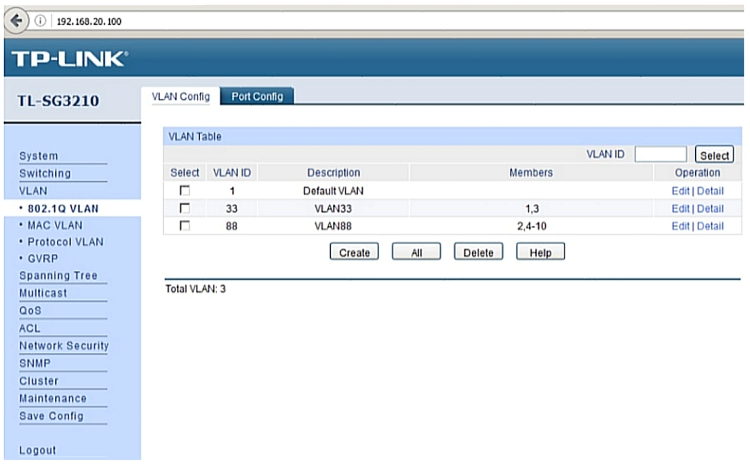 192.168.20.100
TP-LINK®
TL-SG3210
VLAN Config Port Config
System
Switching
VLAN
• 802.1Q VLAN
• MAC VLAN
• Protocol VLAN
• GVRP
Spanning Tree
Multicast
QoS
ACL
Network Security
SNMP
Cluster
Maintenance
Save Config
Logout
VLAN Table
VLAN ID Select
Select VLAN ID Description Members Operation
1 Default VLAN Edit | Detail
33 VLAN33 1,3 Edit | Detail
88 VLAN88 2,4-10 Edit | Detail
Create All Delete Help
Total VLAN: 3